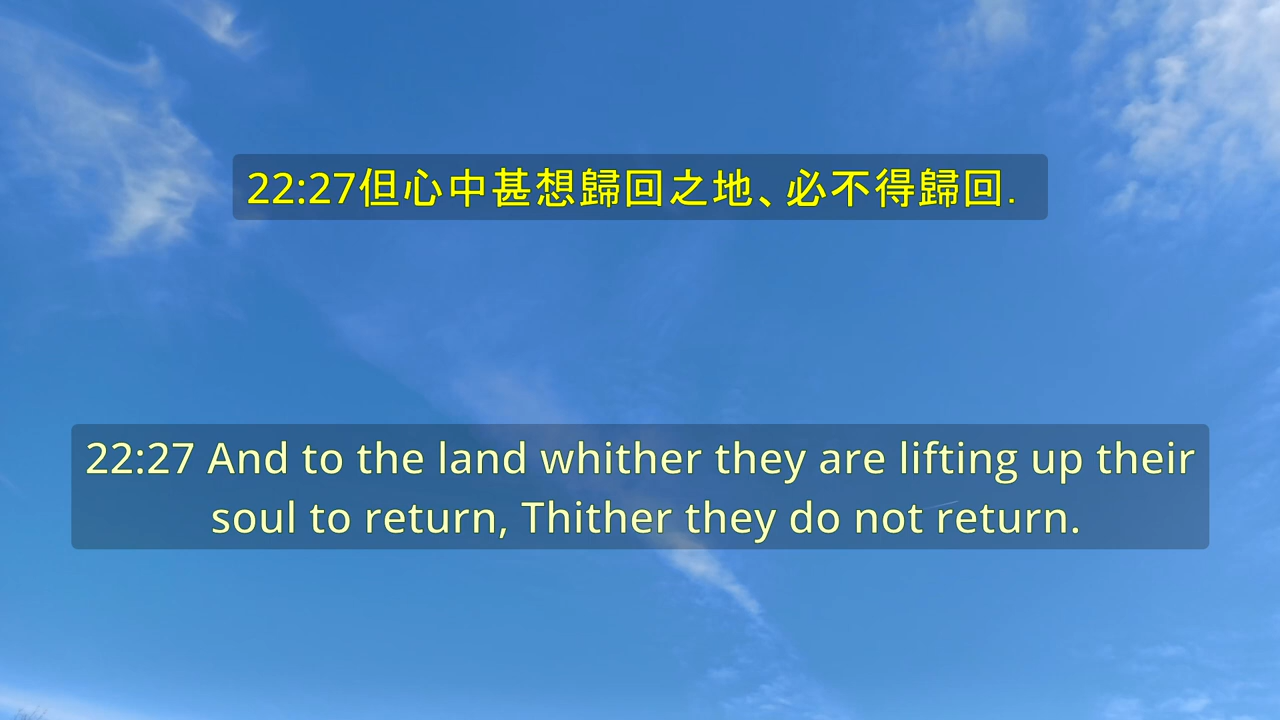 22:27但心中甚想歸回之地、必不得歸回.
22:27 And to the land whither they are lifting up their
soul to return, Thither they do not return.